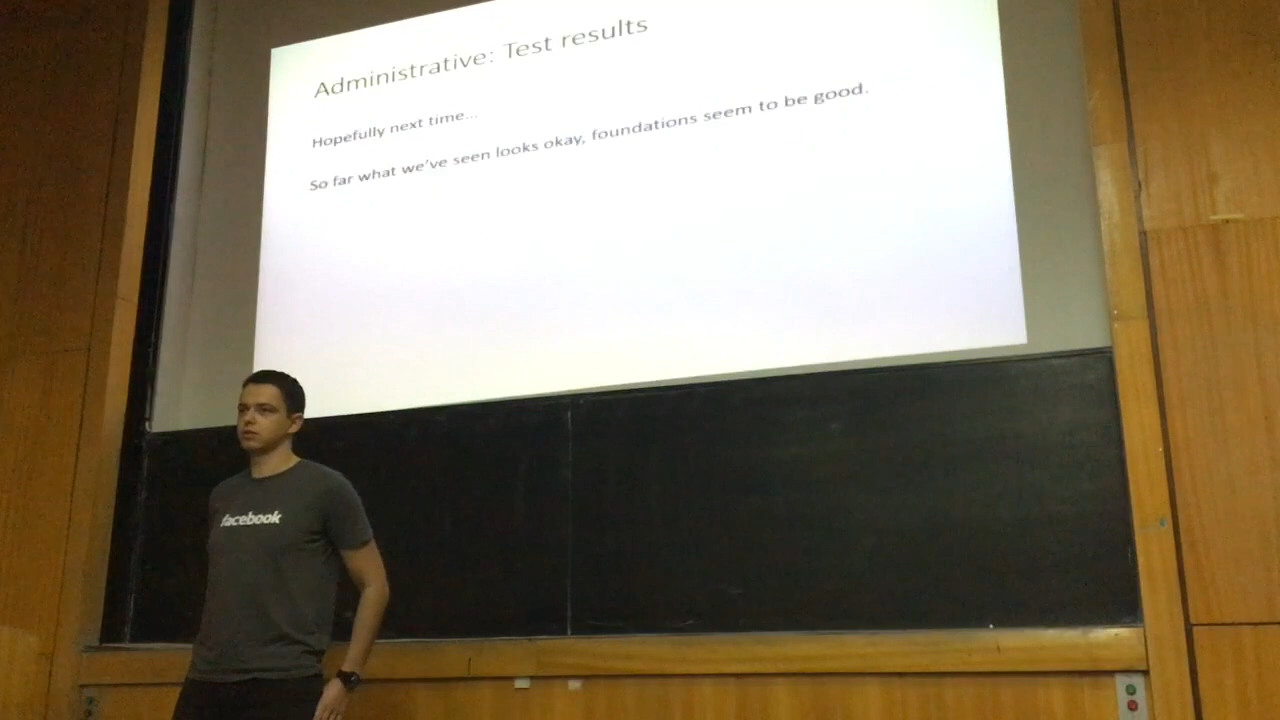 Administrative: Test results
Hopefully next time...
So far what we've seen looks okay, foundations seem to be good.
facebook